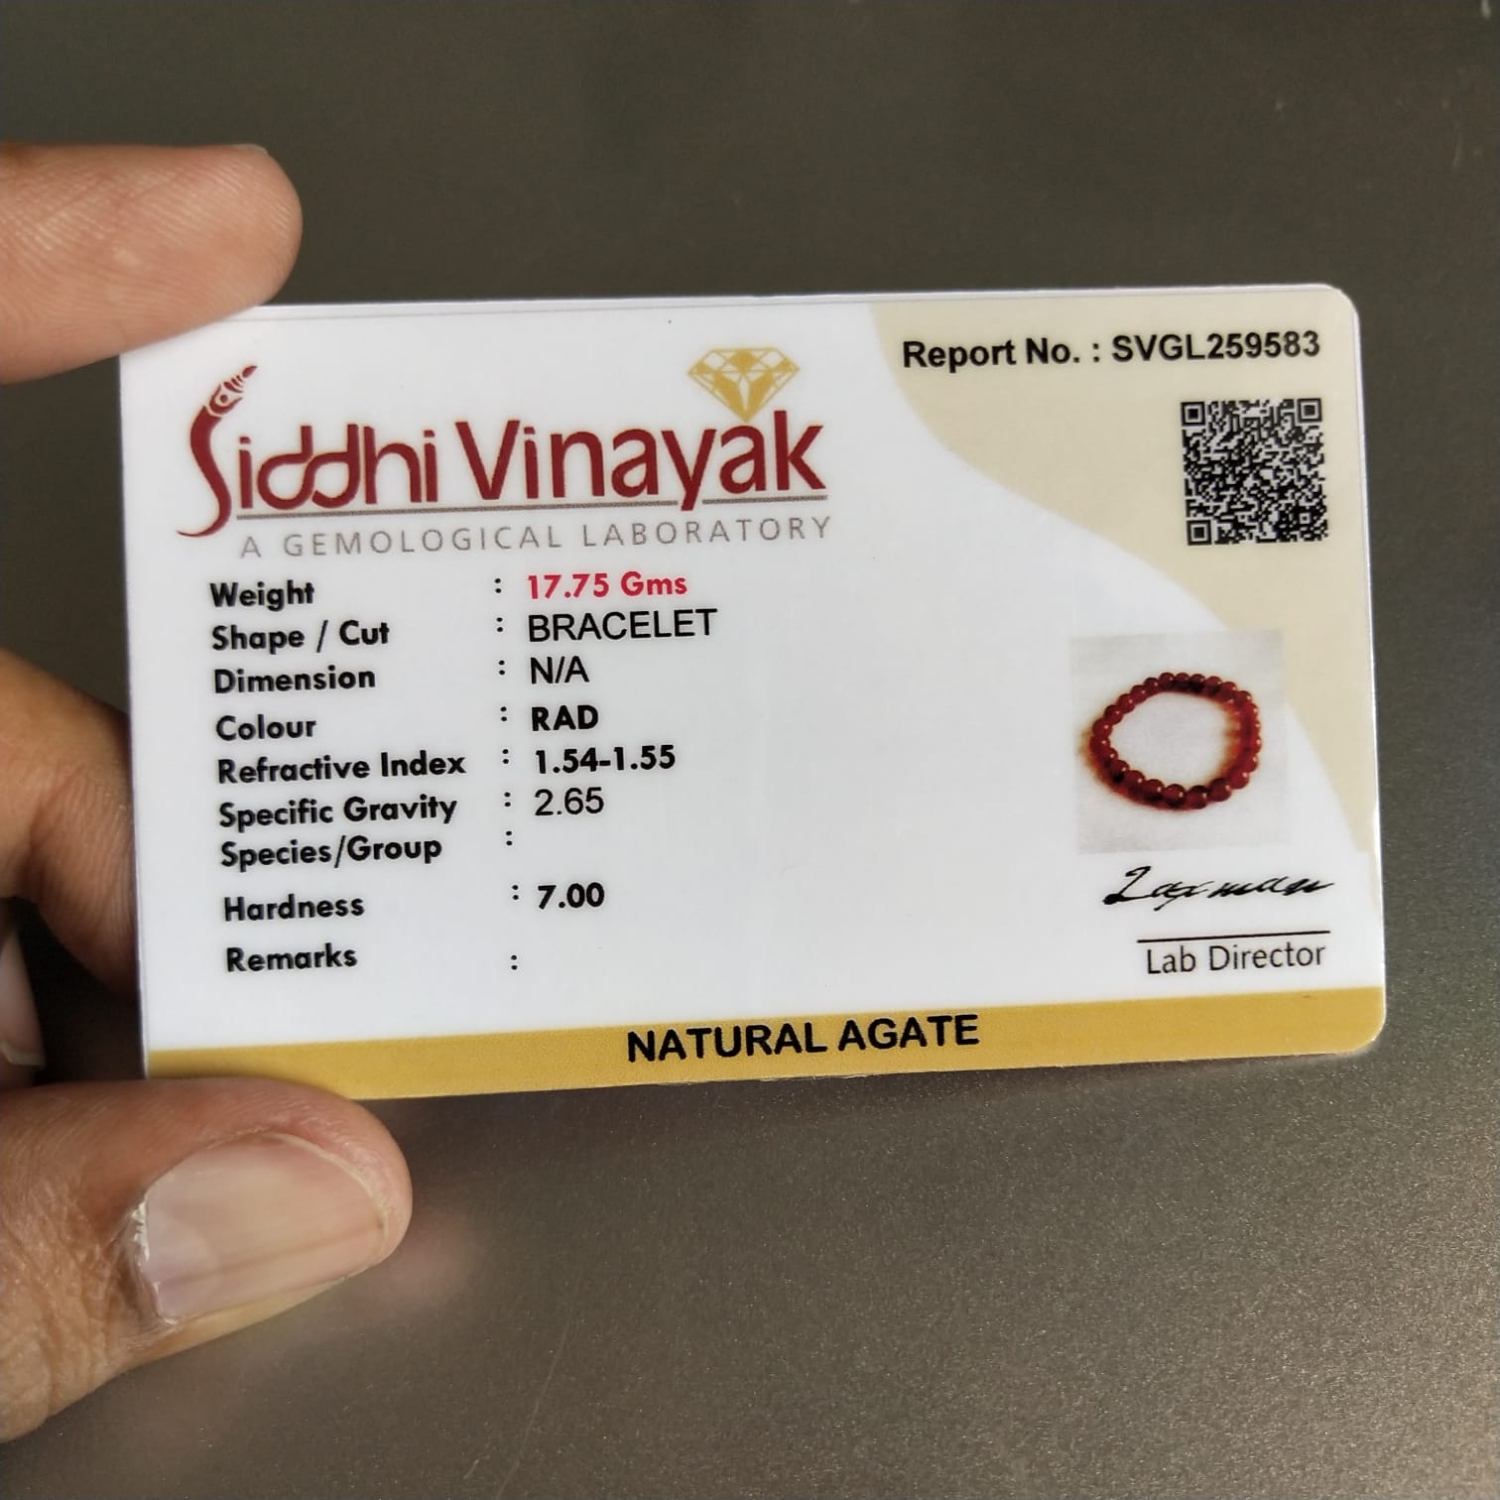 Report No. : SVGL259583
Siddhi Vinayak
A GEMOLOGICAL LABORATORY
Weight : 17.75 Gms
Shape / Cut : BRACELET
Dimension : N/A
Colour : RAD
Refractive Index : 1.54-1.55
Specific Gravity : 2.65
Species/Group :
Hardness : 7.00
Remarks :
Laxman
Lab Director
NATURAL AGATE